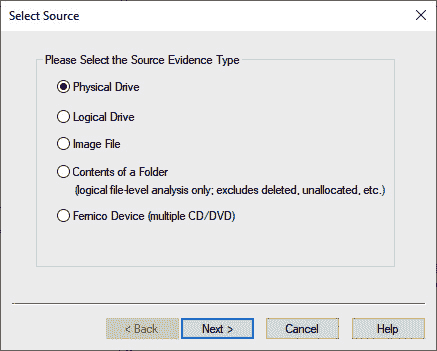 Select Source
Please Select the Source Evidence Type
Physical Drive
Logical Drive
Image File
Contents of a Folder
(logical file-level analysis only; excludes deleted, unallocated, etc.)
Fernico Device (multiple CD/DVD)
< Back Next > Cancel Help